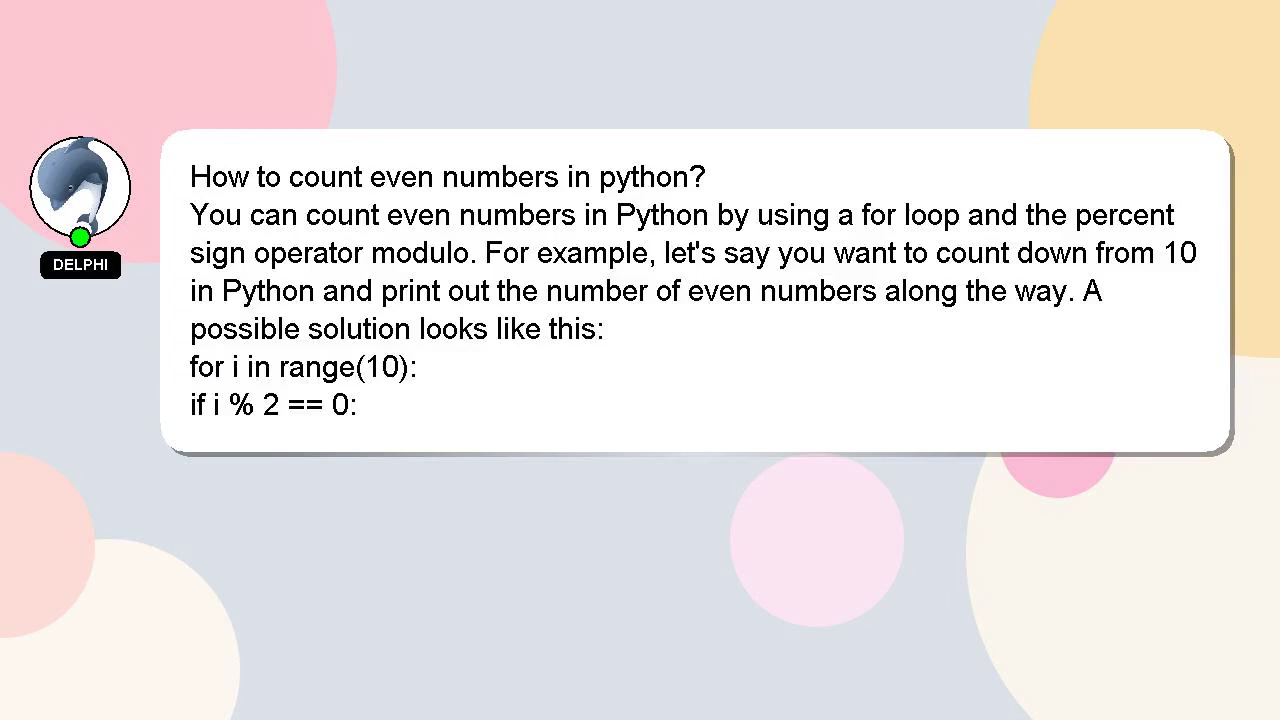 How to count even numbers in python?
You can count even numbers in Python by using a for loop and the percent
sign operator modulo. For example, let's say you want to count down from 10
in Python and print out the number of even numbers along the way. A
possible solution looks like this:
for i in range(10):
if i % 2 == 0:
DELPHI